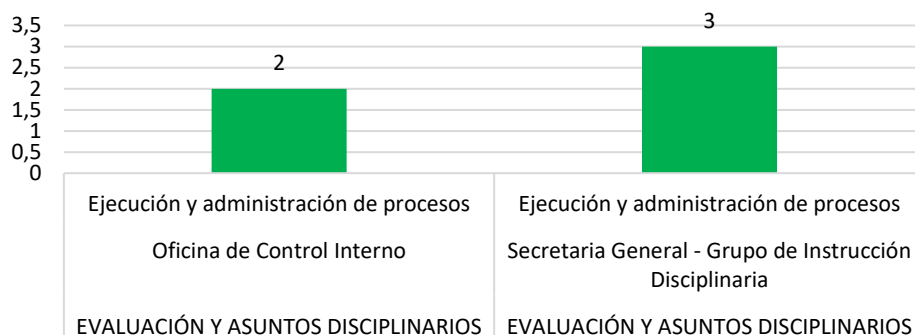 3,5
3
2,5
2
1,5
1
0,5
0
2
3
Ejecución y administración de procesos
Oficina de Control Interno
EVALUACIÓN Y ASUNTOS DISCIPLINARIOS
Ejecución y administración de procesos
Secretaria General - Grupo de Instrucción
Disciplinaria
EVALUACIÓN Y ASUNTOS DISCIPLINARIOS